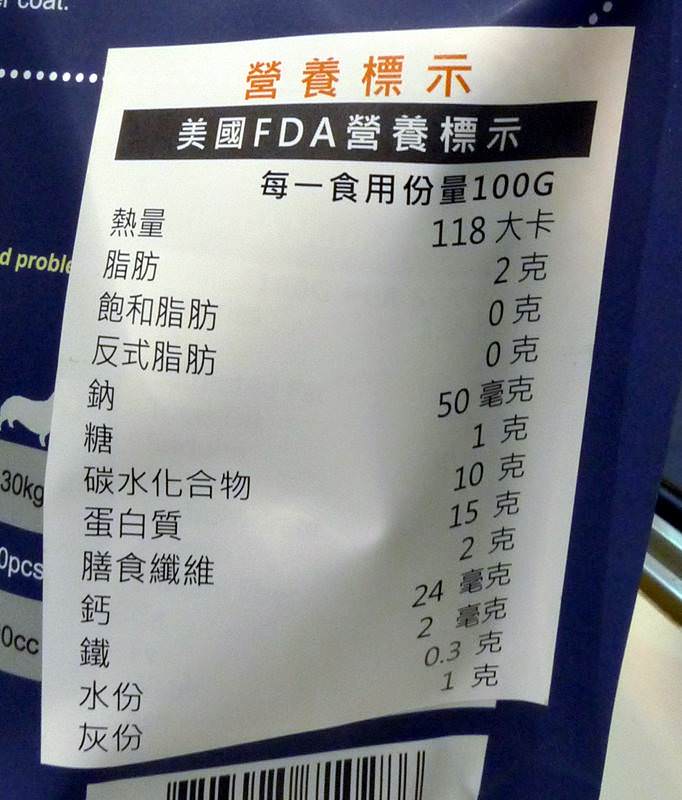 coat.
營養標示
美國FDA營養標示
每一食用份量100G
熱量 118 大卡
脂肪 2 克
飽和脂肪 0 克
反式脂肪 0 克
鈉 50 毫克
糖 1 克
碳水化合物 10 克
蛋白質 15 克
膳食纖維 2 克
鈣 24 毫克
鐵 2 毫克
水份 0.3 克
灰份 1 克
30kg
0pcs
0cc